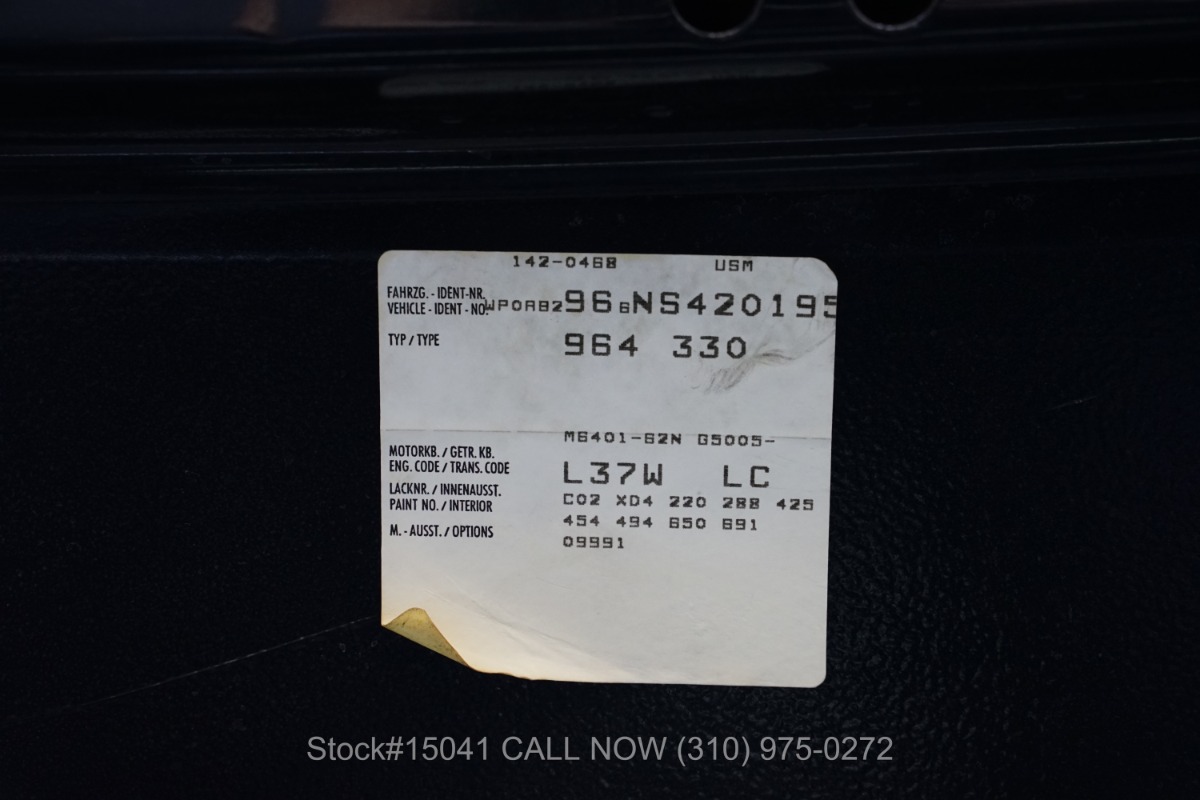 142-0468 USM
FAHRZG. - IDENT-NR.
VEHICLE - IDENT - NO. WP0AB2966NS420195
TYP / TYPE 964 330
M6401-62N G5005-
MOTORKB. / GETR. KB.
ENG. CODE / TRANS. CODE L37W LC
LACKNR. / INNENAUSST.
PAINT NO. / INTERIOR C02 XD4 220 288 425
454 494 650 691
M. - AUSST. / OPTIONS 09991
Stock#15041 CALL NOW (310) 975-0272